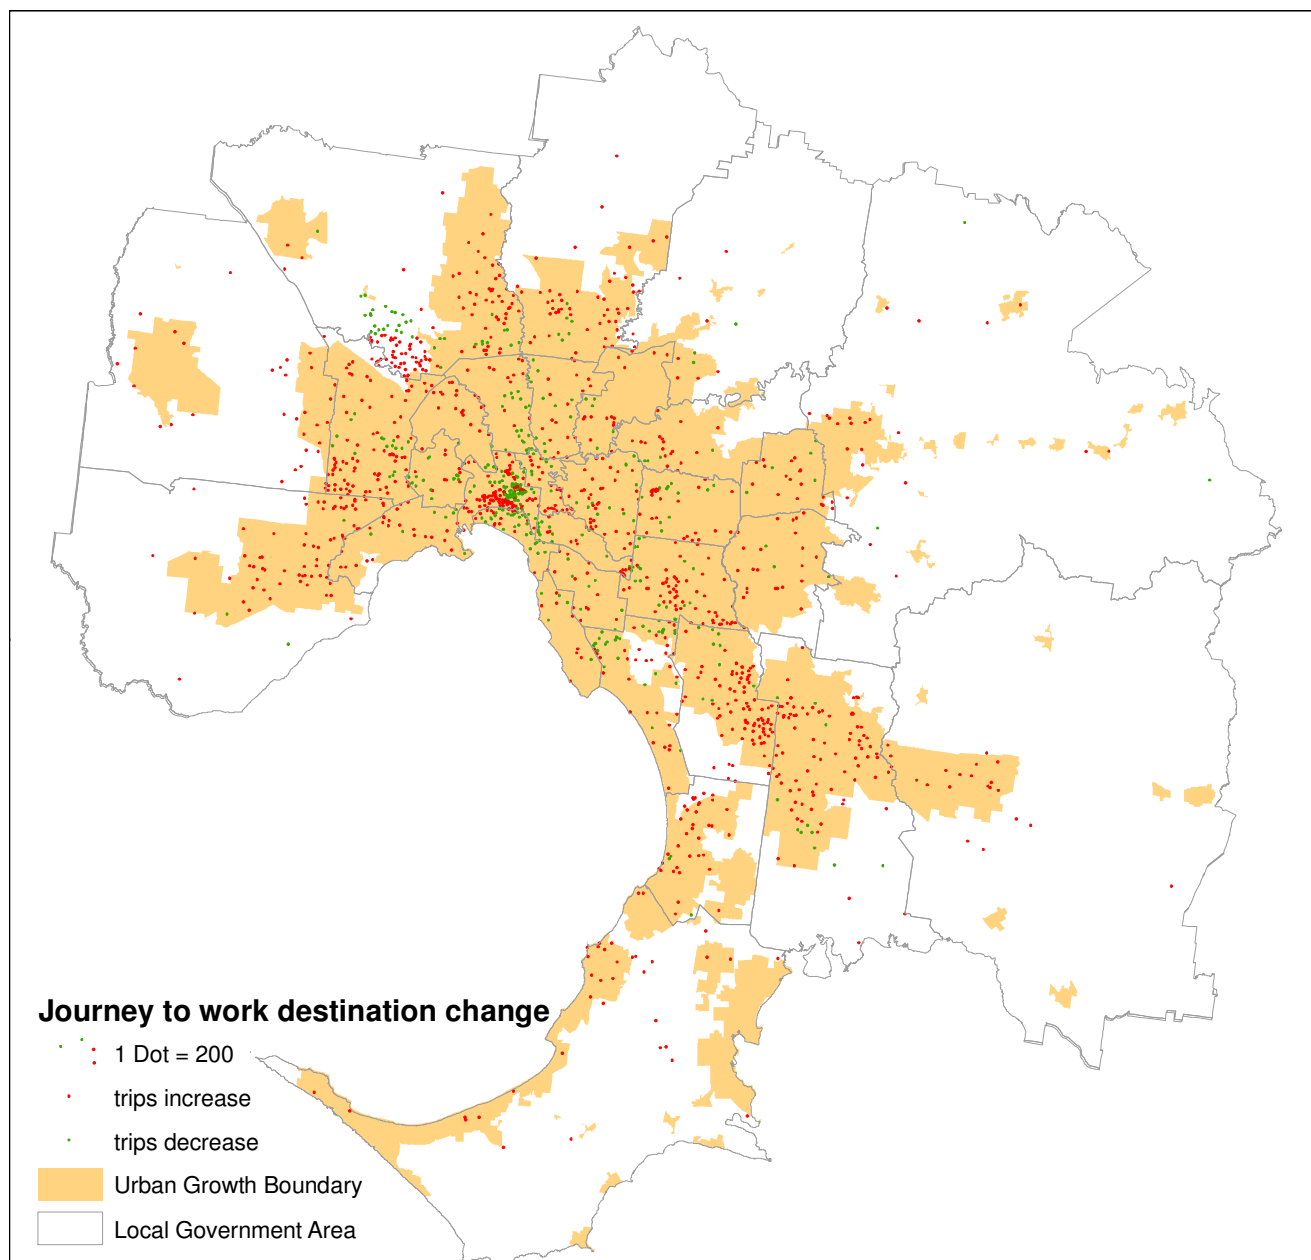 Journey to work destination change
1 Dot = 200
trips increase
trips decrease
Urban Growth Boundary
Local Government Area